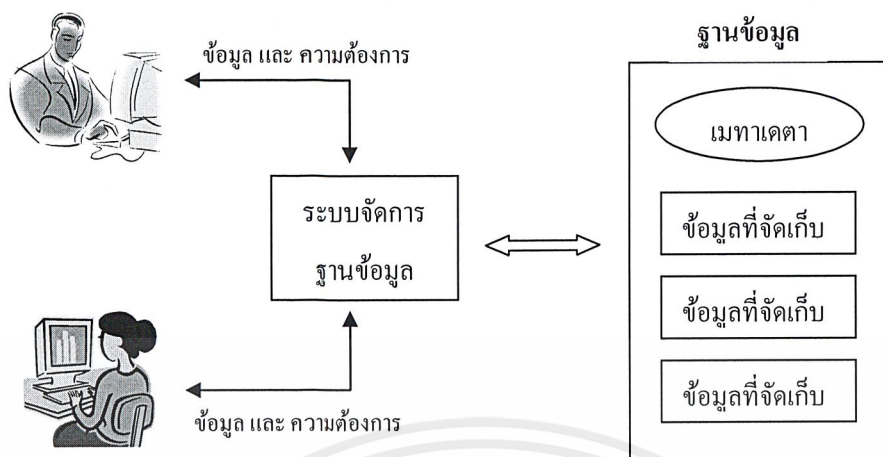 ข้อมูล และ ความต้องการ
ระบบจัดการ
ฐานข้อมูล
ข้อมูล และ ความต้องการ
ฐานข้อมูล
เมทาเดตา
ข้อมูลที่จัดเก็บ
ข้อมูลที่จัดเก็บ
ข้อมูลที่จัดเก็บ